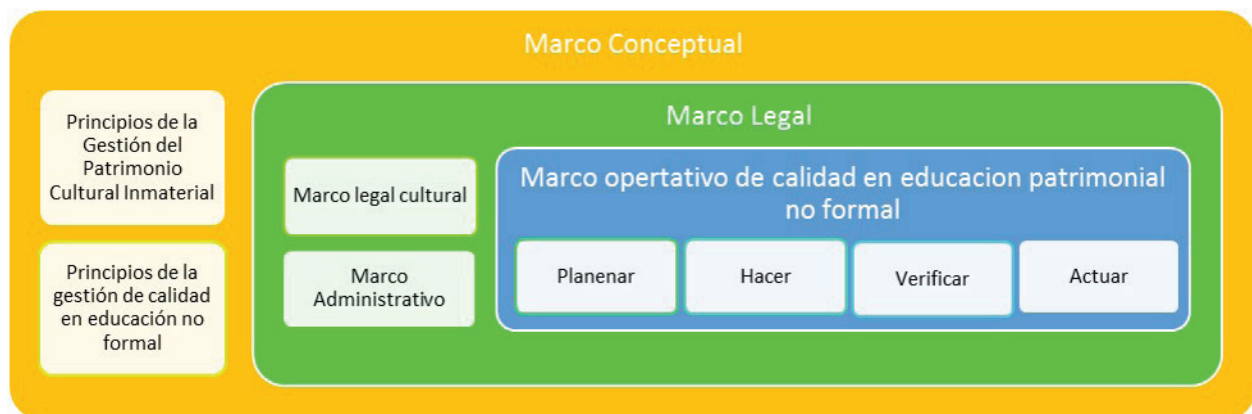 Marco Conceptual
Principios de la
Gestión del
Patrimonio
Cultural Inmaterial
Principios de la
gestión de calidad
en educación no
formal
Marco Legal
Marco legal cultural
Marco
Administrativo
Marco opertativo de calidad en educacion patrimonial
no formal
Planenar
Hacer
Verificar
Actuar